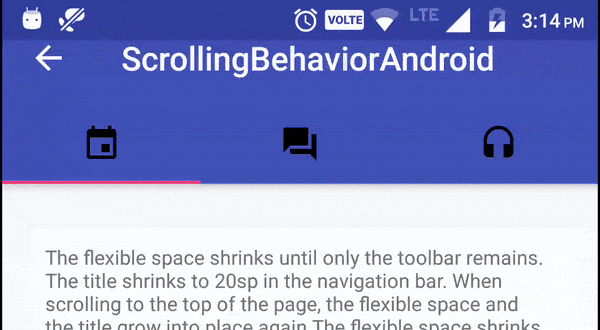 VOLTE LTE 3:14 PM
ScrollingBehaviorAndroid
The flexible space shrinks until only the toolbar remains.
The title shrinks to 20sp in the navigation bar. When
scrolling to the top of the page, the flexible space and
the title grow into place again.The flexible space shrinks